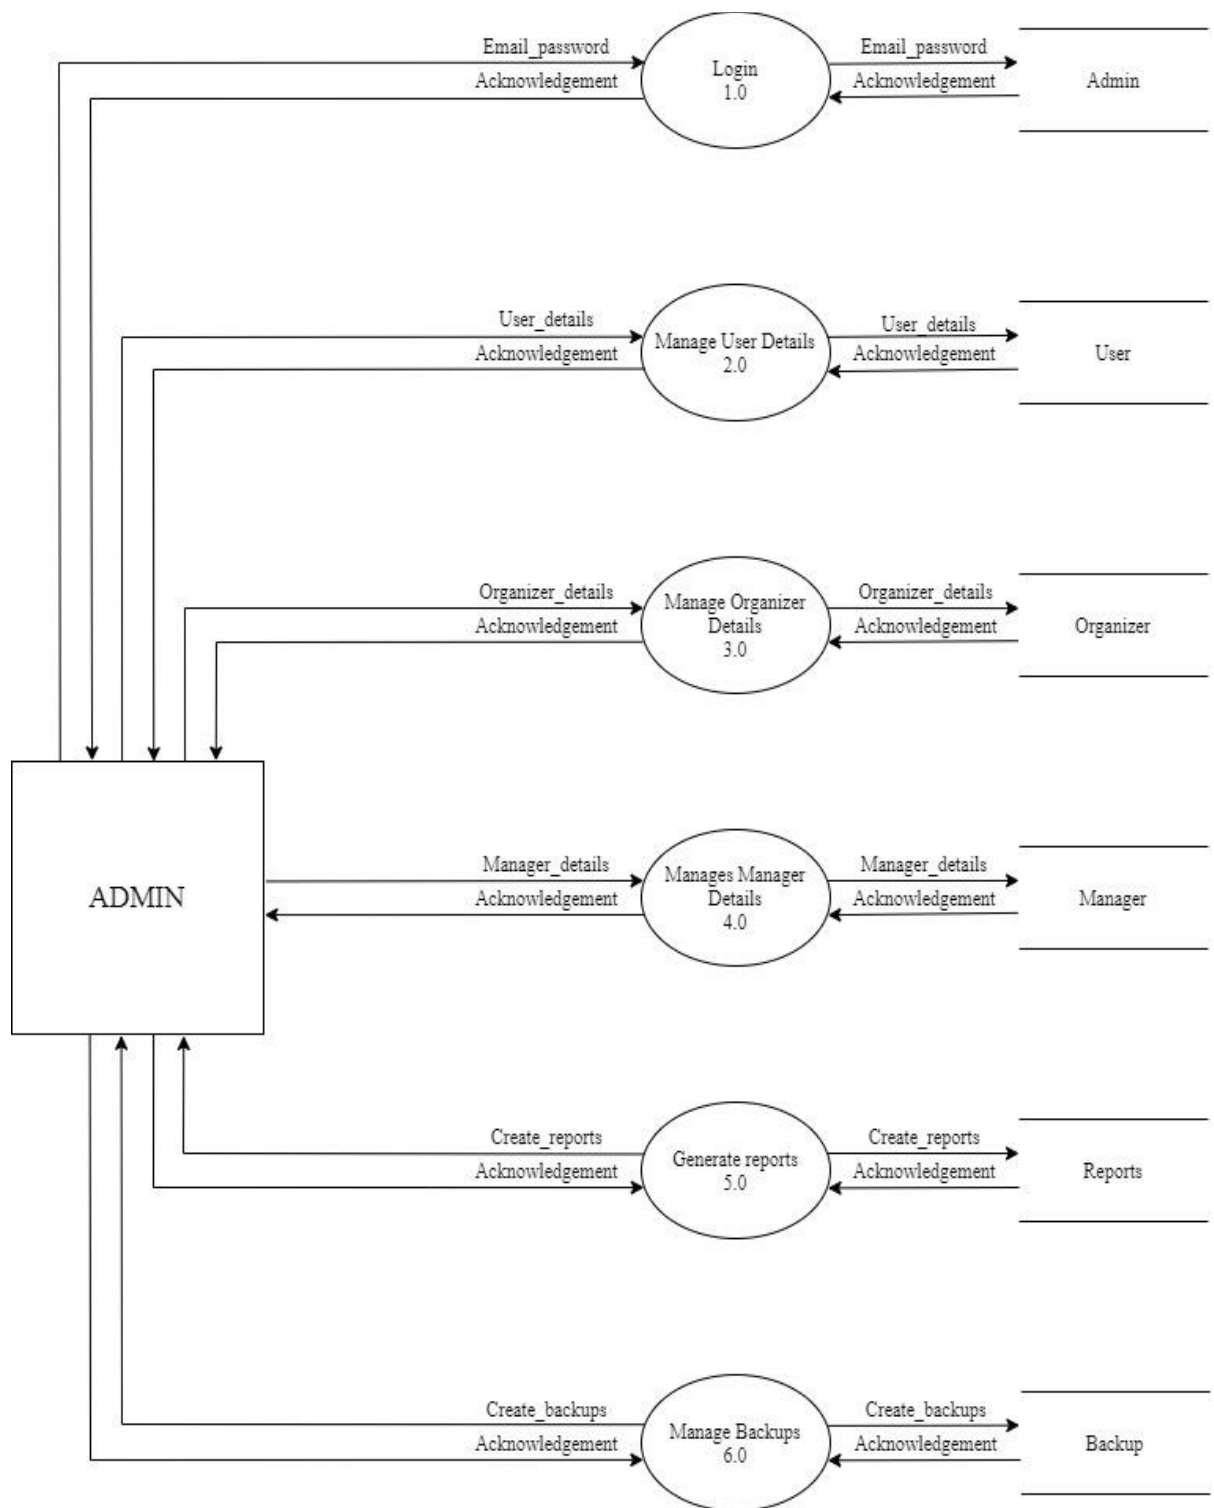 Email_password
Acknowledgement
Login
1.0
Email_password
Acknowledgement
Admin
User_details
Acknowledgement
Manage User Details
2.0
User_details
Acknowledgement
User
Organizer_details
Acknowledgement
Manage Organizer
Details
3.0
Organizer_details
Acknowledgement
Organizer
ADMIN
Manager_details
Acknowledgement
Manages Manager
Details
4.0
Manager_details
Acknowledgement
Manager
Create_reports
Acknowledgement
Generate reports
5.0
Create_reports
Acknowledgement
Reports
Create_backups
Acknowledgement
Manage Backups
6.0
Create_backups
Acknowledgement
Backup